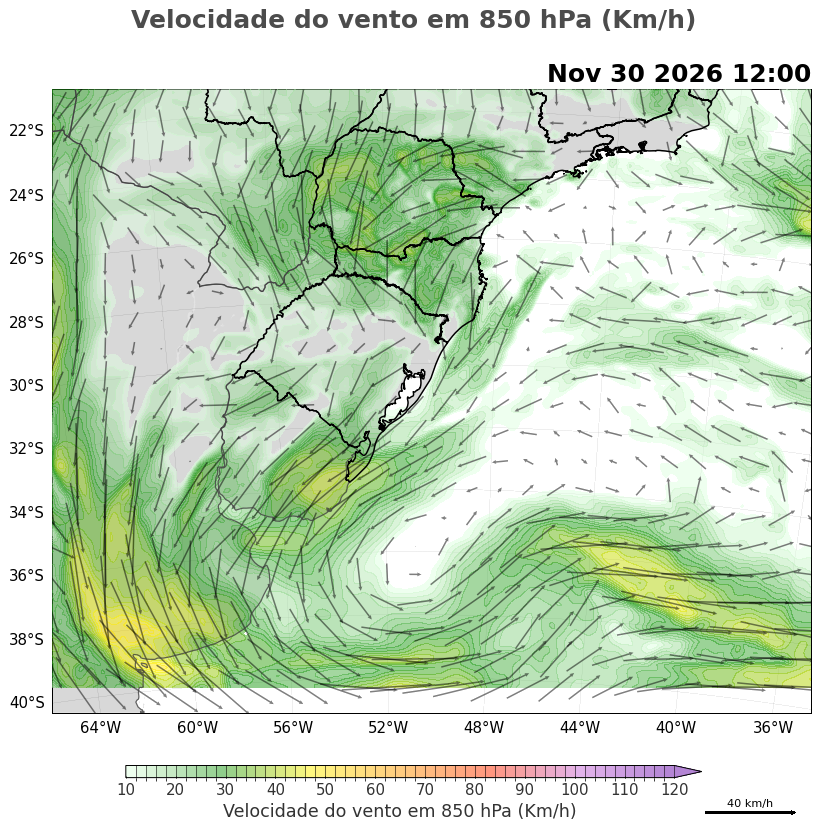 Velocidade do vento em 850 hPa (Km/h)
Nov 30 2026 12:00
22°S
24°S
26°S
28°S
30°S
32°S
34°S
36°S
38°S
40°S
64°W 60°W 56°W 52°W 48°W 44°W 40°W 36°W
10 20 30 40 50 60 70 80 90 100 110 120
Velocidade do vento em 850 hPa (Km/h)
40 km/h